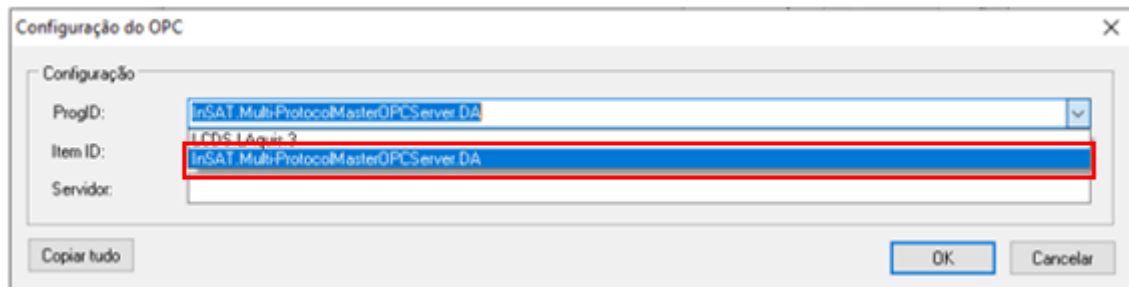 Configuração do OPC
Configuração
ProgID:
InSAT.Multi-ProtocolMasterOPCServer.DA
LCDS LAquis 3
Item ID:
InSAT.Multi-ProtocolMasterOPCServer.DA
Servidor:
Copiar tudo
OK
Cancelar